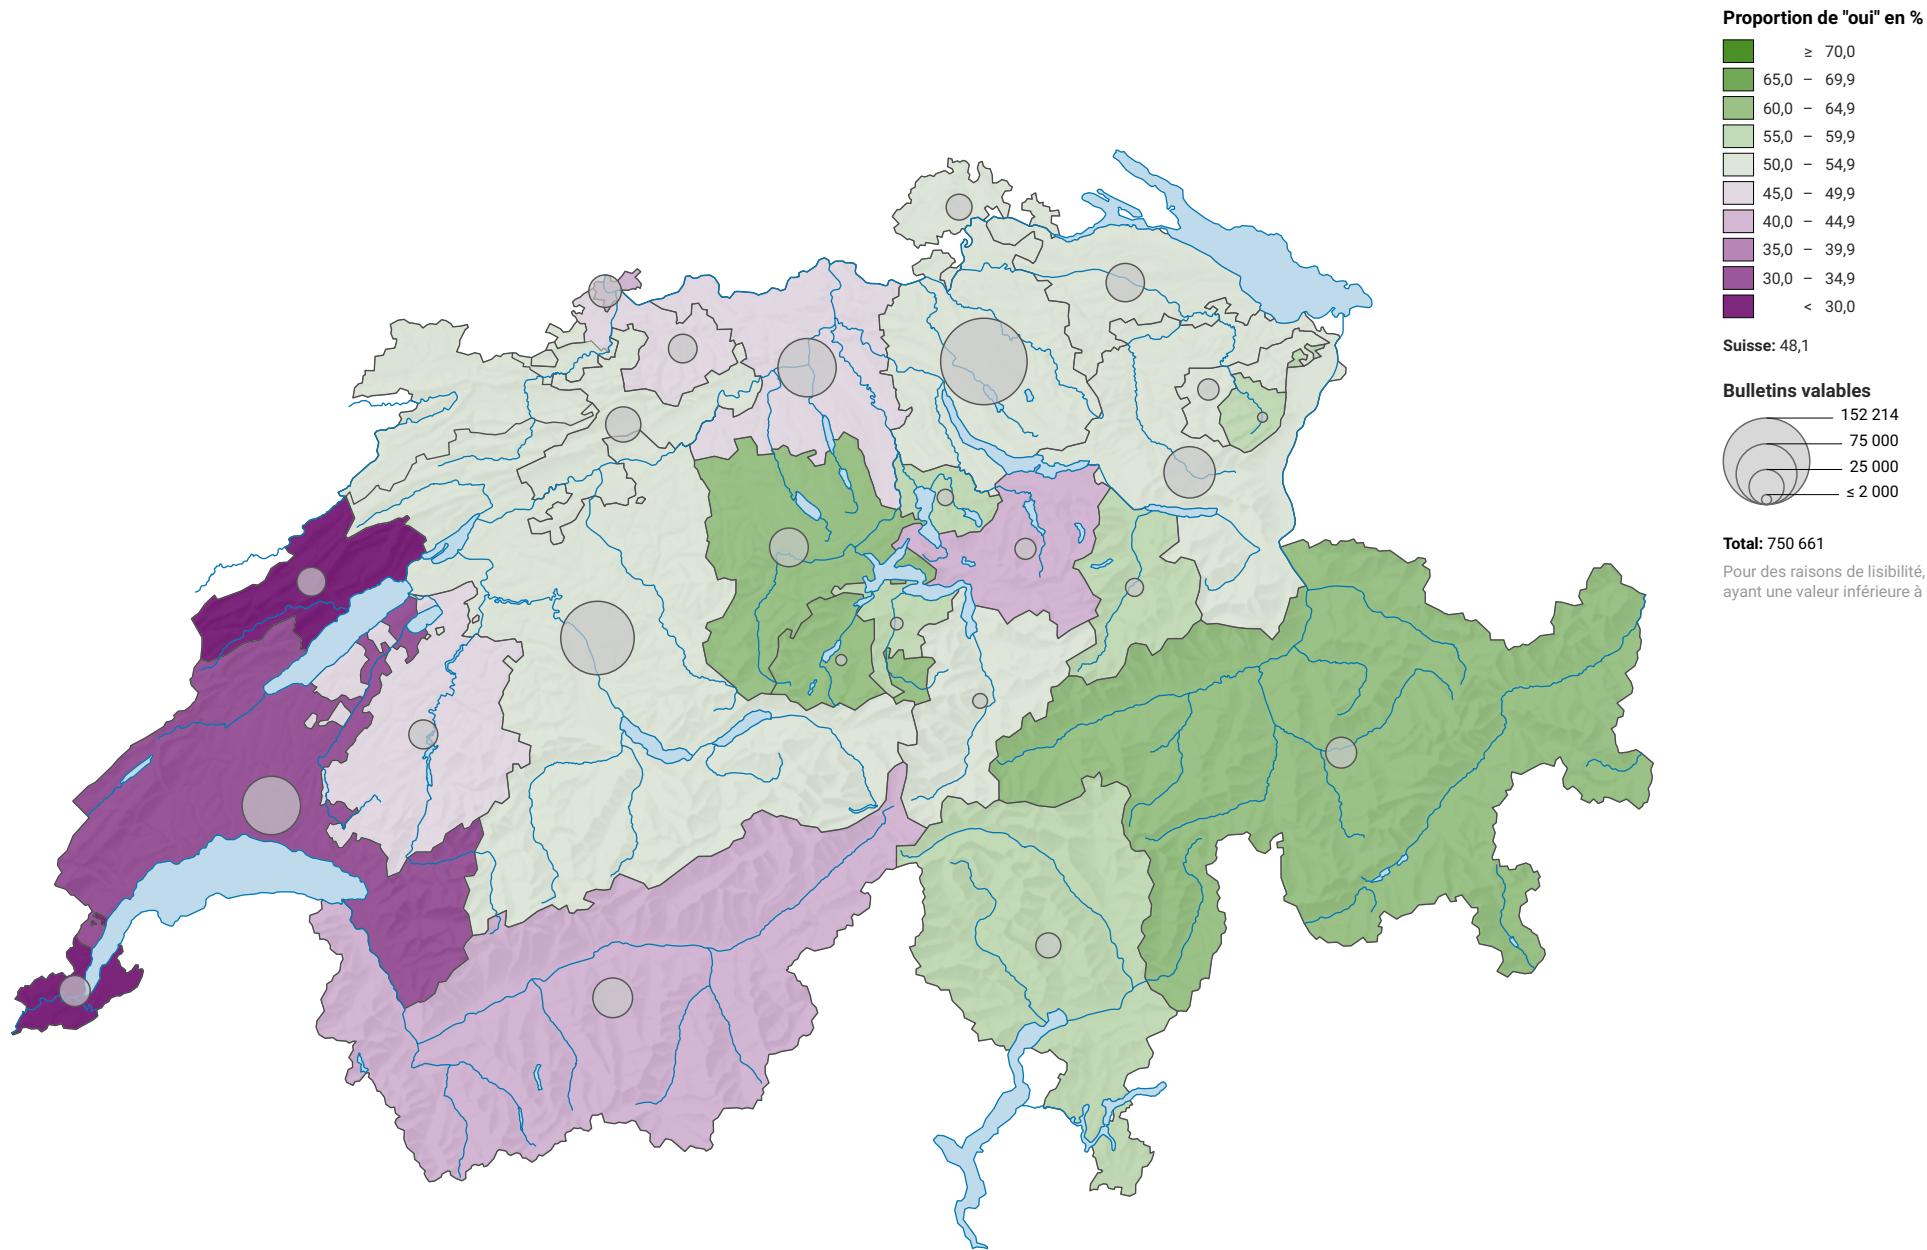 Proportion de "oui" en %
≥ 70,0
65,0 – 69,9
60,0 – 64,9
55,0 – 59,9
50,0 – 54,9
45,0 – 49,9
40,0 – 44,9
35,0 – 39,9
30,0 – 34,9
< 30,0
Suisse: 48,1
Bulletins valables
152 214
75 000
25 000
≤ 2 000
Total: 750 661
Pour des raisons de lisibilité,
ayant une valeur inférieure à